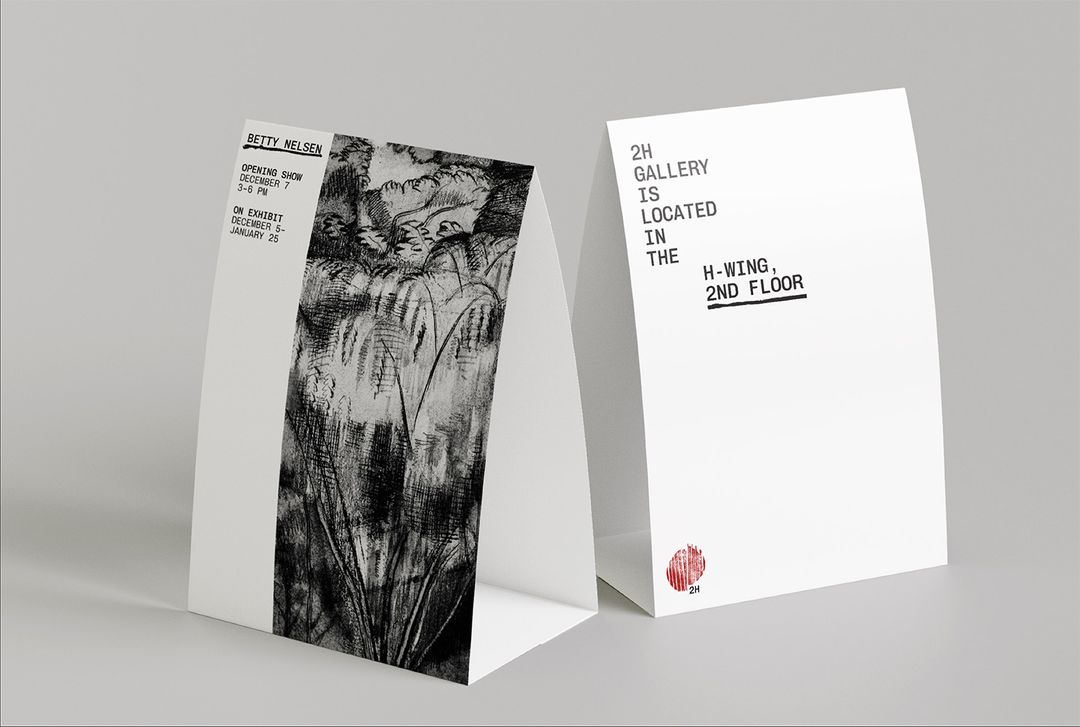 BETTY NELSEN
OPENING SHOW
DECEMBER 7
3-6 PM
ON EXHIBIT
DECEMBER 5-
JANUARY 25
2H
GALLERY
IS
LOCATED
IN
THE
H-WING,
2ND FLOOR
2H